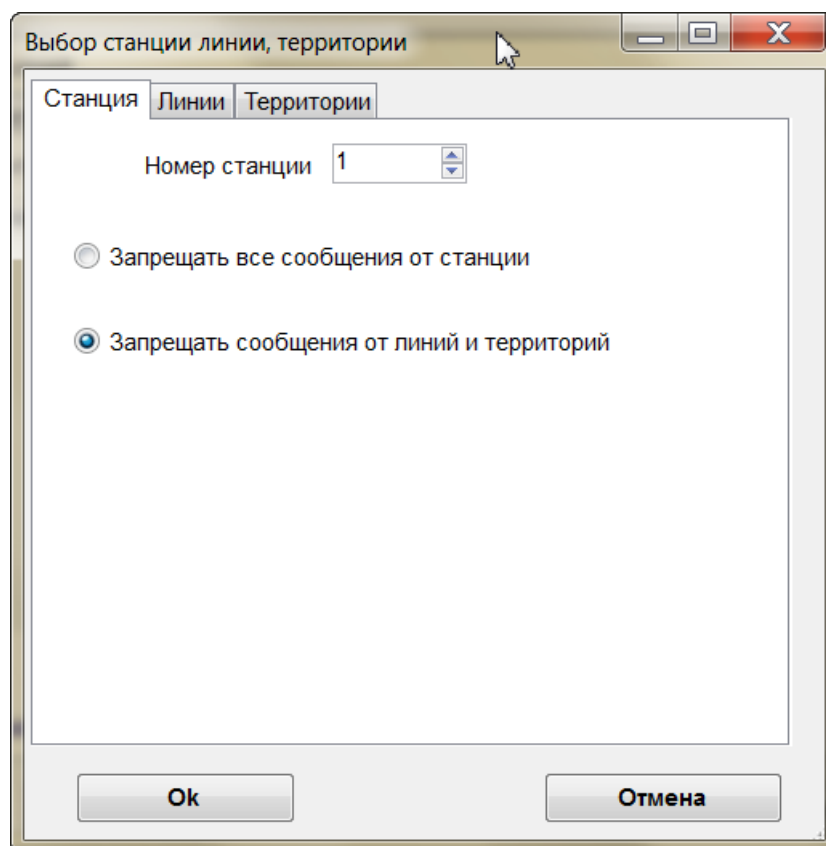 Выбор станции линии, территории
Станция Линии Территории
Номер станции 1
Запрещать все сообщения от станции
Запрещать сообщения от линий и территорий
Ok Отмена